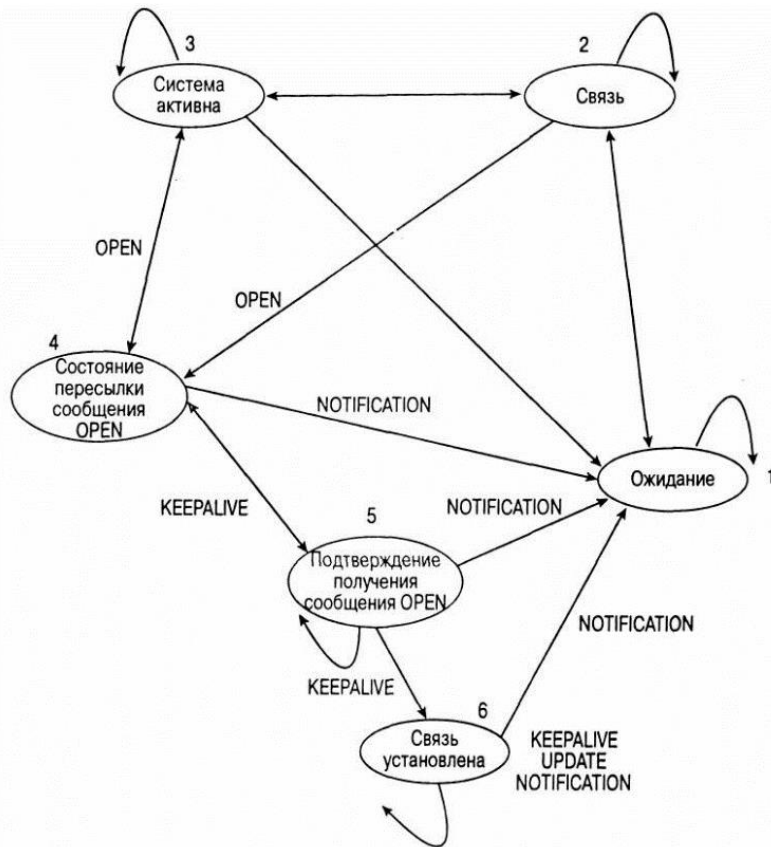 3
Система
активна
2
Связь
OPEN
OPEN
4
Состояние
пересылки
сообщения
OPEN
NOTIFICATION
Ожидание
1
KEEPALIVE
5
NOTIFICATION
Подтверждение
получения
сообщения OPEN
NOTIFICATION
KEEPALIVE
6
Связь
установлена
KEEPALIVE
UPDATE
NOTIFICATION